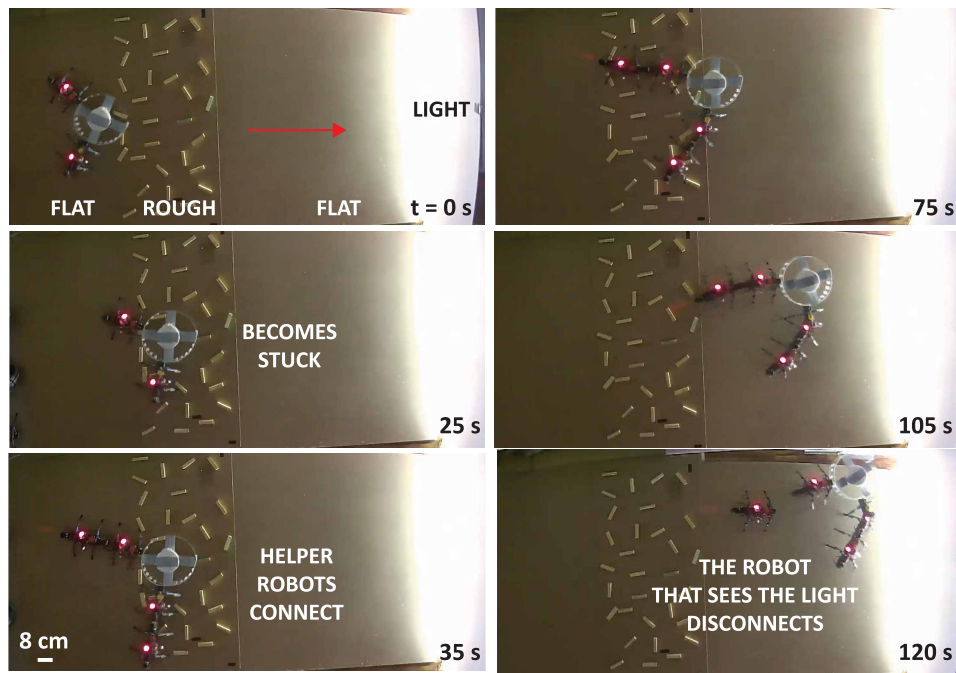 LIGHT
FLAT ROUGH FLAT t = 0 s
BECOMES
STUCK
25 s
HELPER
ROBOTS
CONNECT
8 cm
35 s
75 s
105 s
THE ROBOT
THAT SEES THE LIGHT
DISCONNECTS
120 s